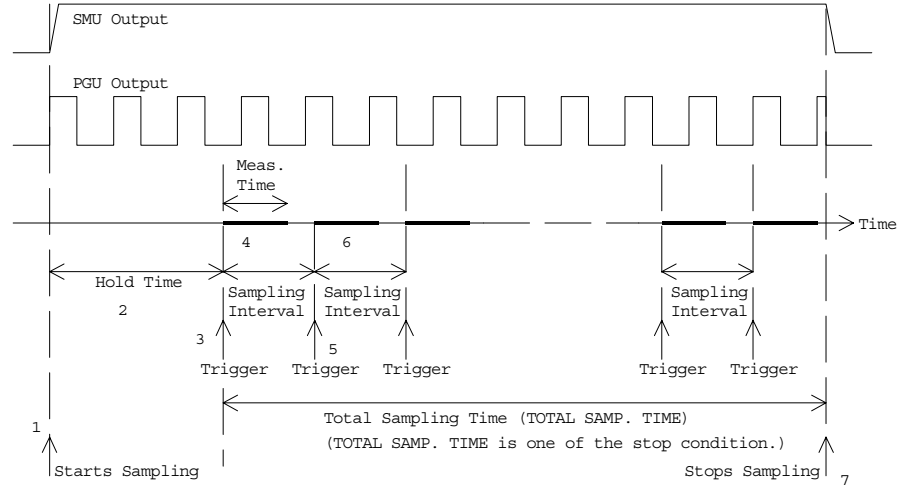 SMU Output
PGU Output
Meas.
Time
Time
4
6
Hold Time
Sampling
Interval
Sampling
Interval
Sampling
Interval
2
3
5
Trigger
Trigger
Trigger
Trigger
Trigger
Total Sampling Time (TOTAL SAMP. TIME)
(TOTAL SAMP. TIME is one of the stop condition.)
1
Starts Sampling
Stops Sampling
7